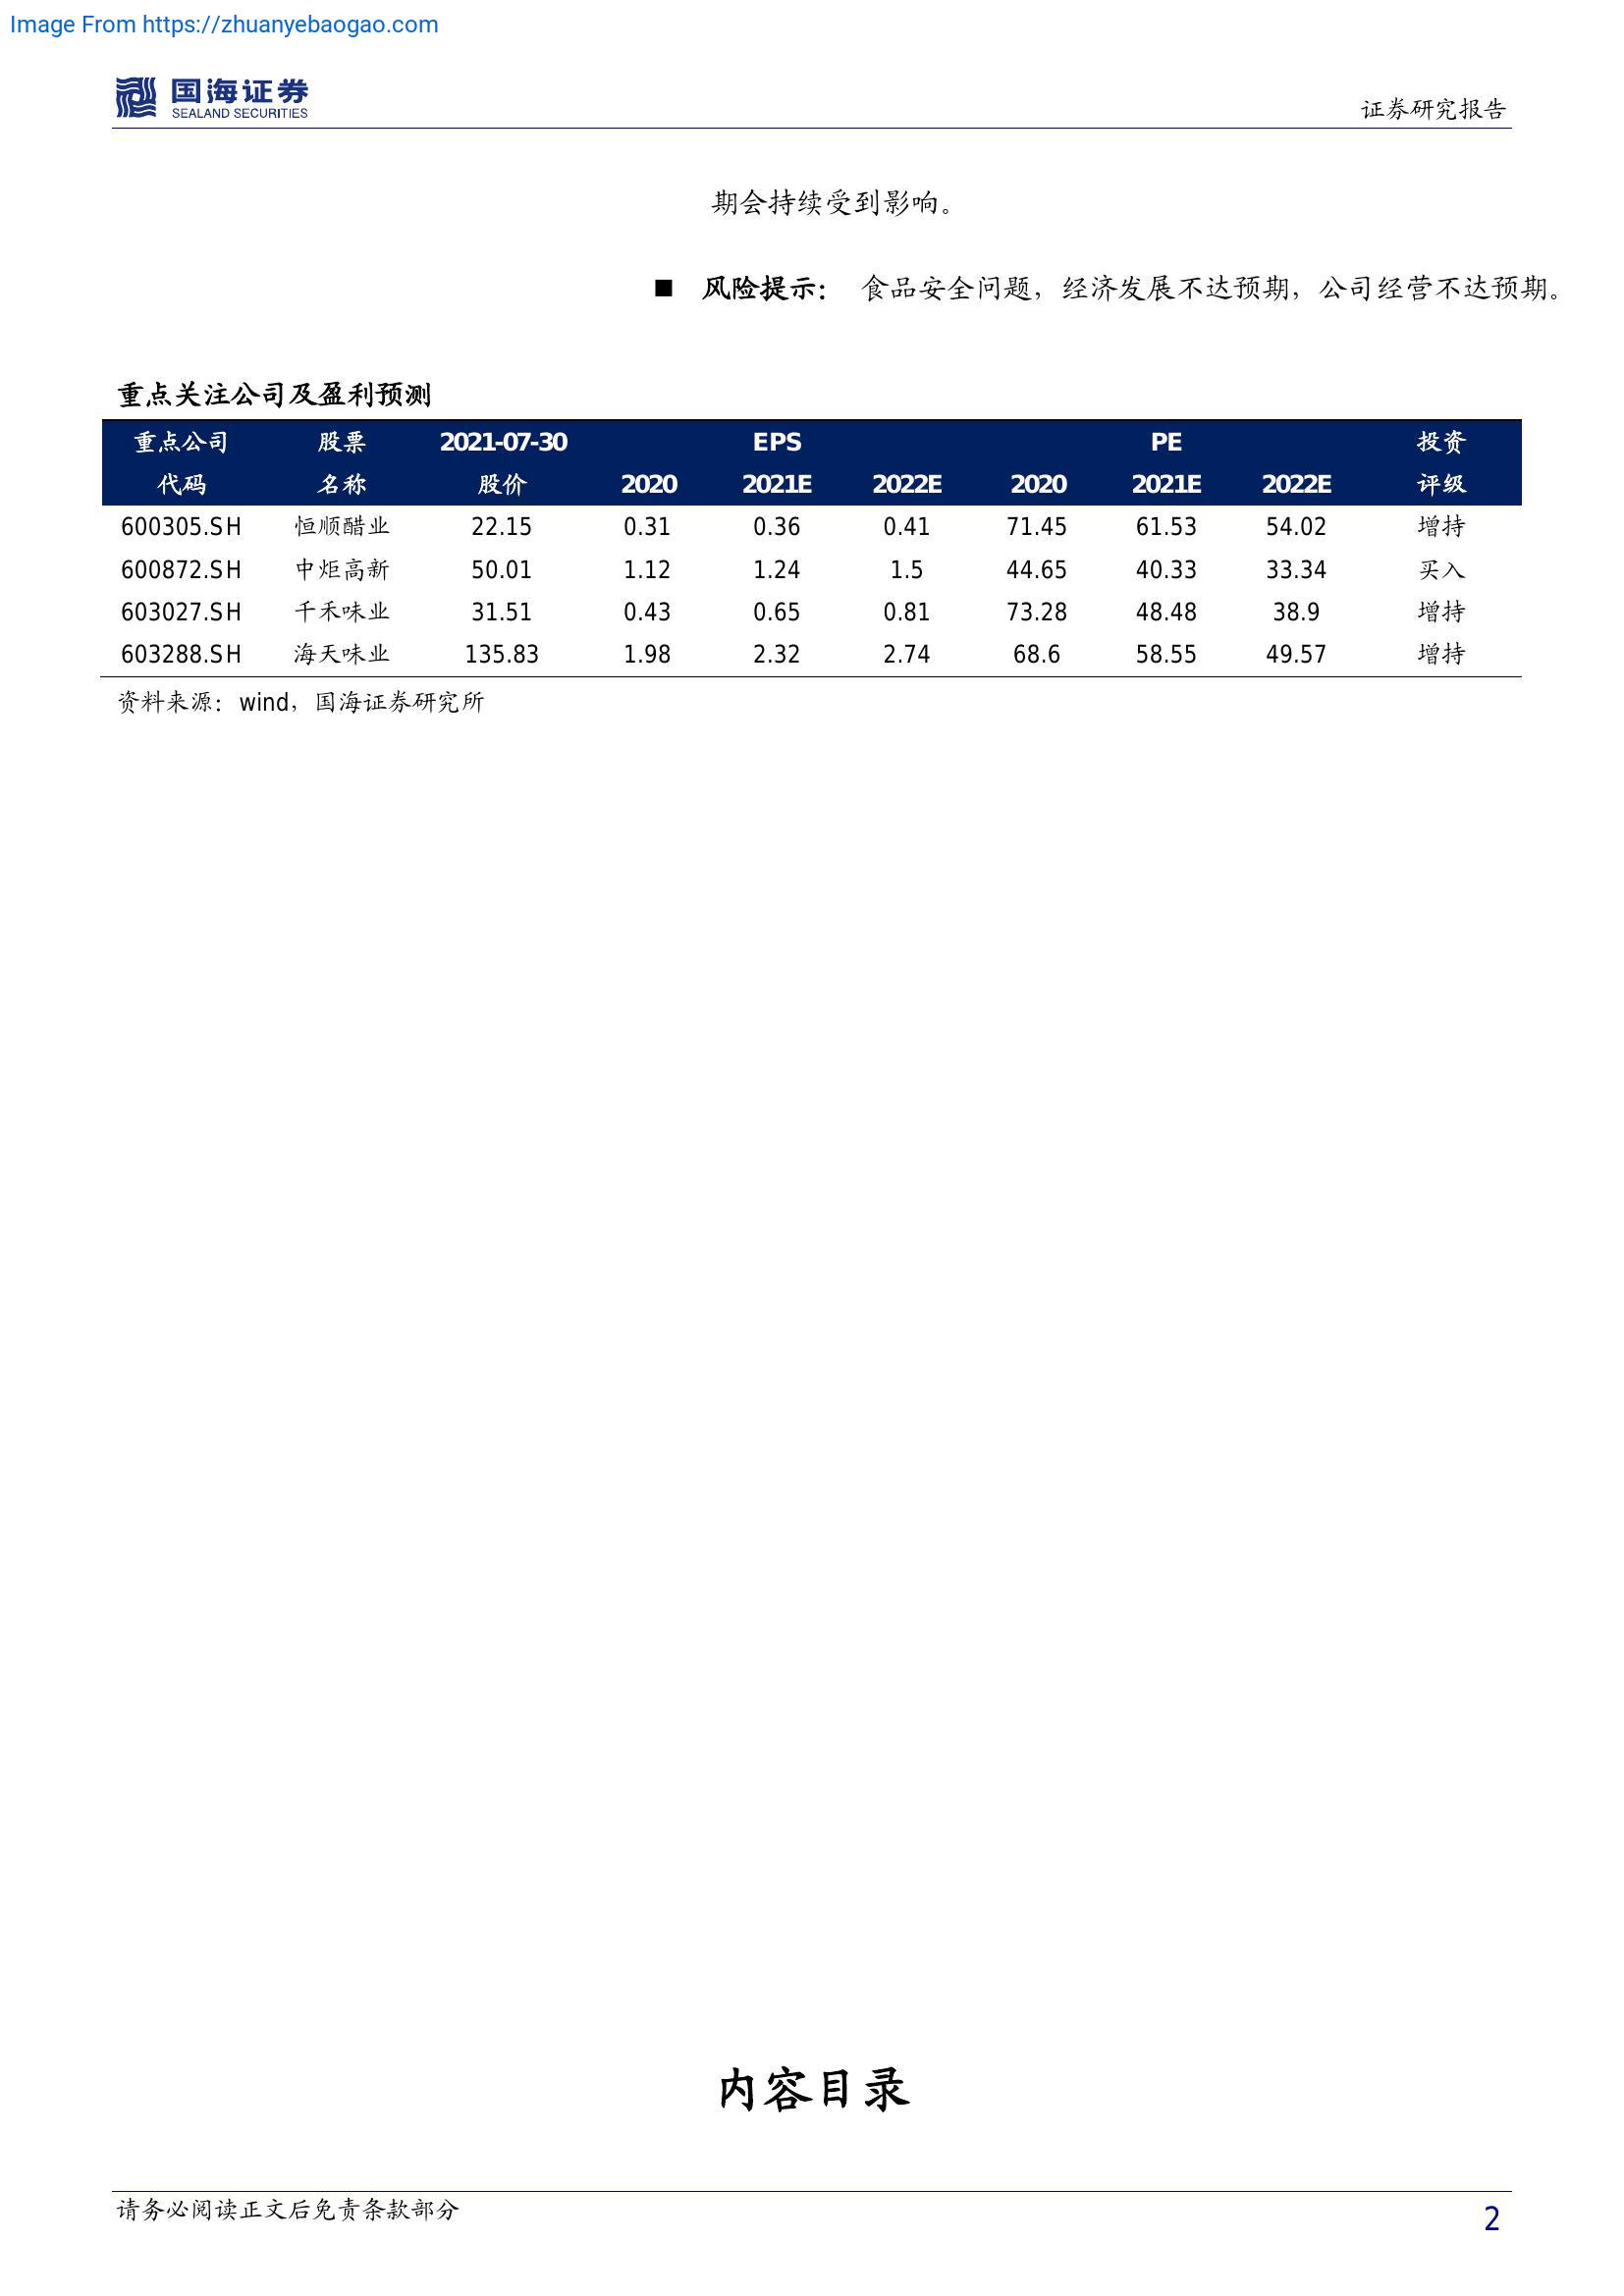 Image From https://zhuanyebaogao.com
国海证券
SEALAND SECURITIES
证券研究报告
期会持续受到影响。
■ 风险提示： 食品安全问题，经济发展不达预期，公司经营不达预期。
重点关注公司及盈利预测
重点公司 股票 2021-07-30 EPS PE 投资
代码 名称 股价 2020 2021E 2022E 2020 2021E 2022E 评级
600305.SH 恒顺醋业 22.15 0.31 0.36 0.41 71.45 61.53 54.02 增持
600872.SH 中炬高新 50.01 1.12 1.24 1.5 44.65 40.33 33.34 买入
603027.SH 千禾味业 31.51 0.43 0.65 0.81 73.28 48.48 38.9 增持
603288.SH 海天味业 135.83 1.98 2.32 2.74 68.6 58.55 49.57 增持
资料来源：wind，国海证券研究所
内容目录
请务必阅读正文后免责条款部分
2